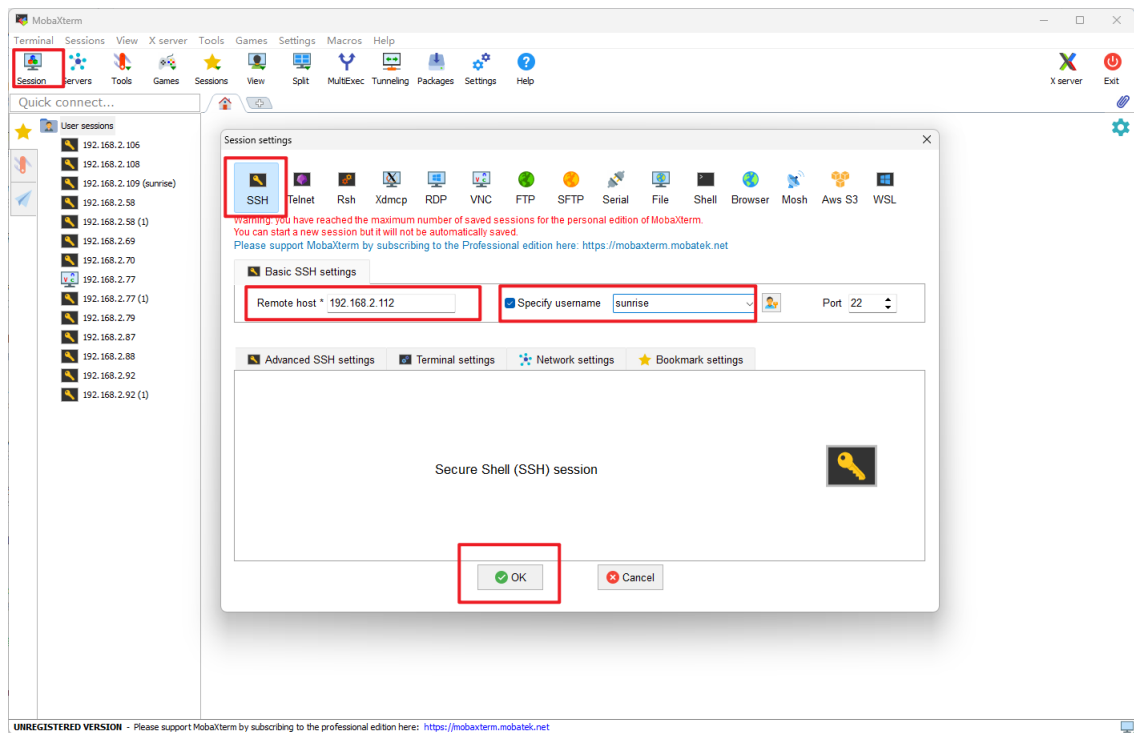 MobaXterm
Terminal Sessions View X server Tools Games Settings Macros Help
Session Servers Tools Games Sessions View Split MultiExec Tunneling Packages Settings Help X server Exit
Quick connect...
User sessions
192.168.2.106
192.168.2.108
192.168.2.109 (sunrise)
192.168.2.58
192.168.2.58 (1)
192.168.2.69
192.168.2.70
192.168.2.77
192.168.2.77 (1)
192.168.2.79
192.168.2.87
192.168.2.88
192.168.2.92
192.168.2.92 (1)
Session settings
SSH Telnet Rsh Xdmcp RDP VNC FTP SFTP Serial File Shell Browser Mosh Aws S3 WSL
Warning: you have reached the maximum number of saved sessions for the personal edition of MobaXterm.
You can start a new session but it will not be automatically saved.
Please support MobaXterm by subscribing to the Professional edition here: https://mobaxterm.mobatek.net
Basic SSH settings
Remote host * 192.168.2.112 Specify username sunrise Port 22
Advanced SSH settings Terminal settings Network settings Bookmark settings
Secure Shell (SSH) session
OK Cancel
UNREGISTERED VERSION - Please support MobaXterm by subscribing to the professional edition here: https://mobaxterm.mobatek.net